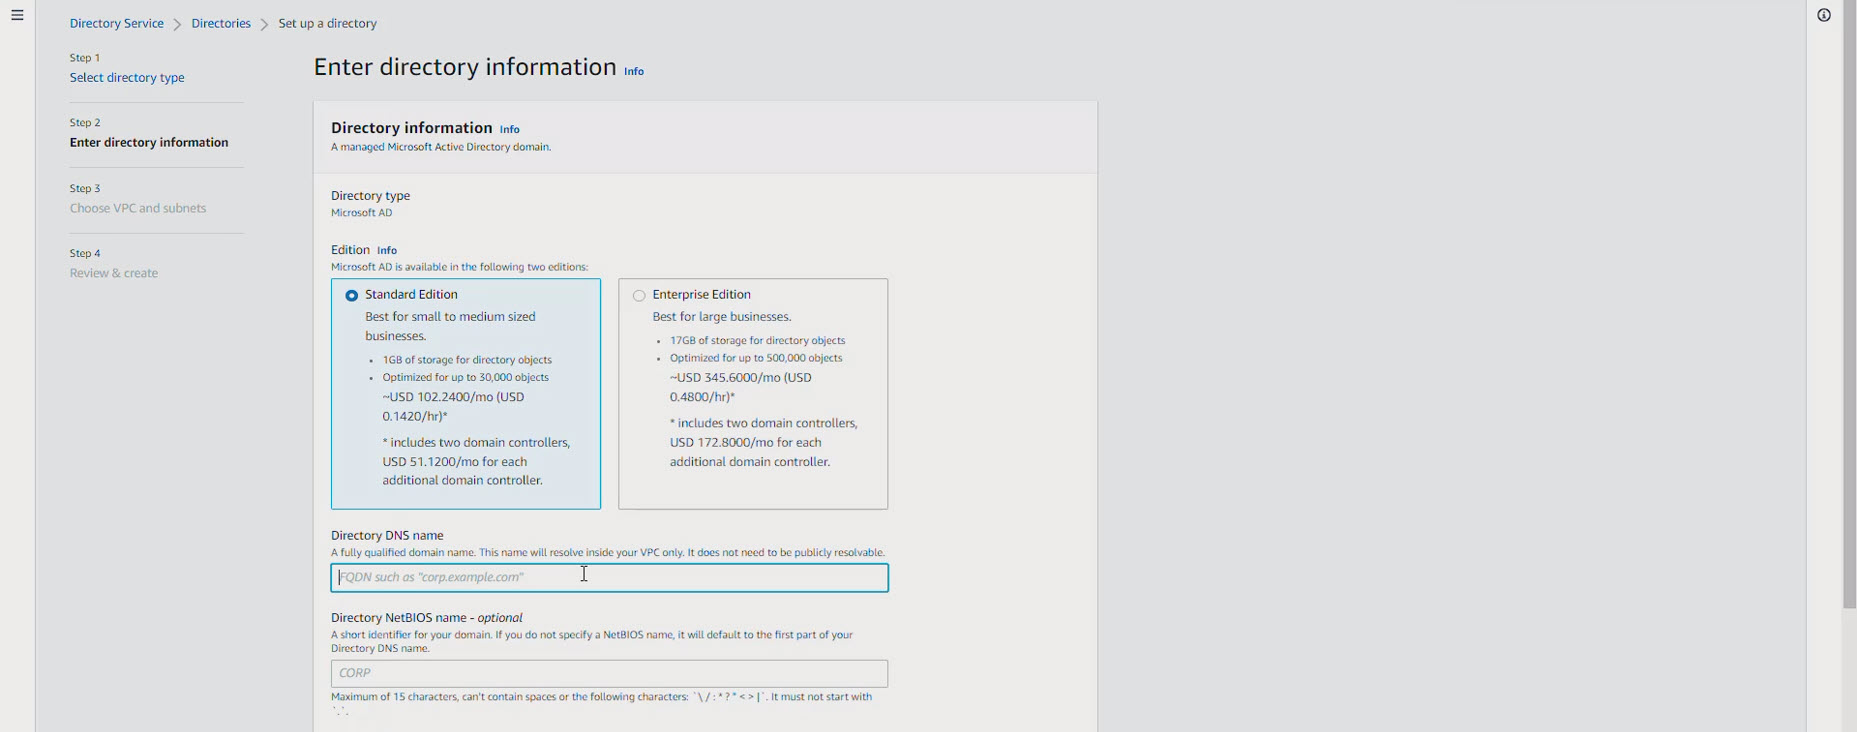 Directory Service > Directories > Set up a directory
Step 1
Select directory type
Step 2
Enter directory information
Step 3
Choose VPC and subnets
Step 4
Review & create
Enter directory information Info
Directory information Info
A managed Microsoft Active Directory domain.
Directory type
Microsoft AD
Edition Info
Microsoft AD is available in the following two editions:
Standard Edition
Best for small to medium sized
businesses.
• 1GB of storage for directory objects
• Optimized for up to 30,000 objects
~USD 102.2400/mo (USD
0.1420/hr)*
* includes two domain controllers,
USD 51.1200/mo for each
additional domain controller.
Enterprise Edition
Best for large businesses.
• 17GB of storage for directory objects
• Optimized for up to 500,000 objects
~USD 345.6000/mo (USD
0.4800/hr)*
* includes two domain controllers,
USD 172.8000/mo for each
additional domain controller.
Directory DNS name
A fully qualified domain name. This name will resolve inside your VPC only. It does not need to be publicly resolvable.
FQDN such as "corp.example.com"
Directory NetBIOS name - optional
A short identifier for your domain. If you do not specify a NetBIOS name, it will default to the first part of your
Directory DNS name.
CORP
Maximum of 15 characters, can't contain spaces or the following characters: `\ / : * ? " < > |`. It must not start with
`.`.